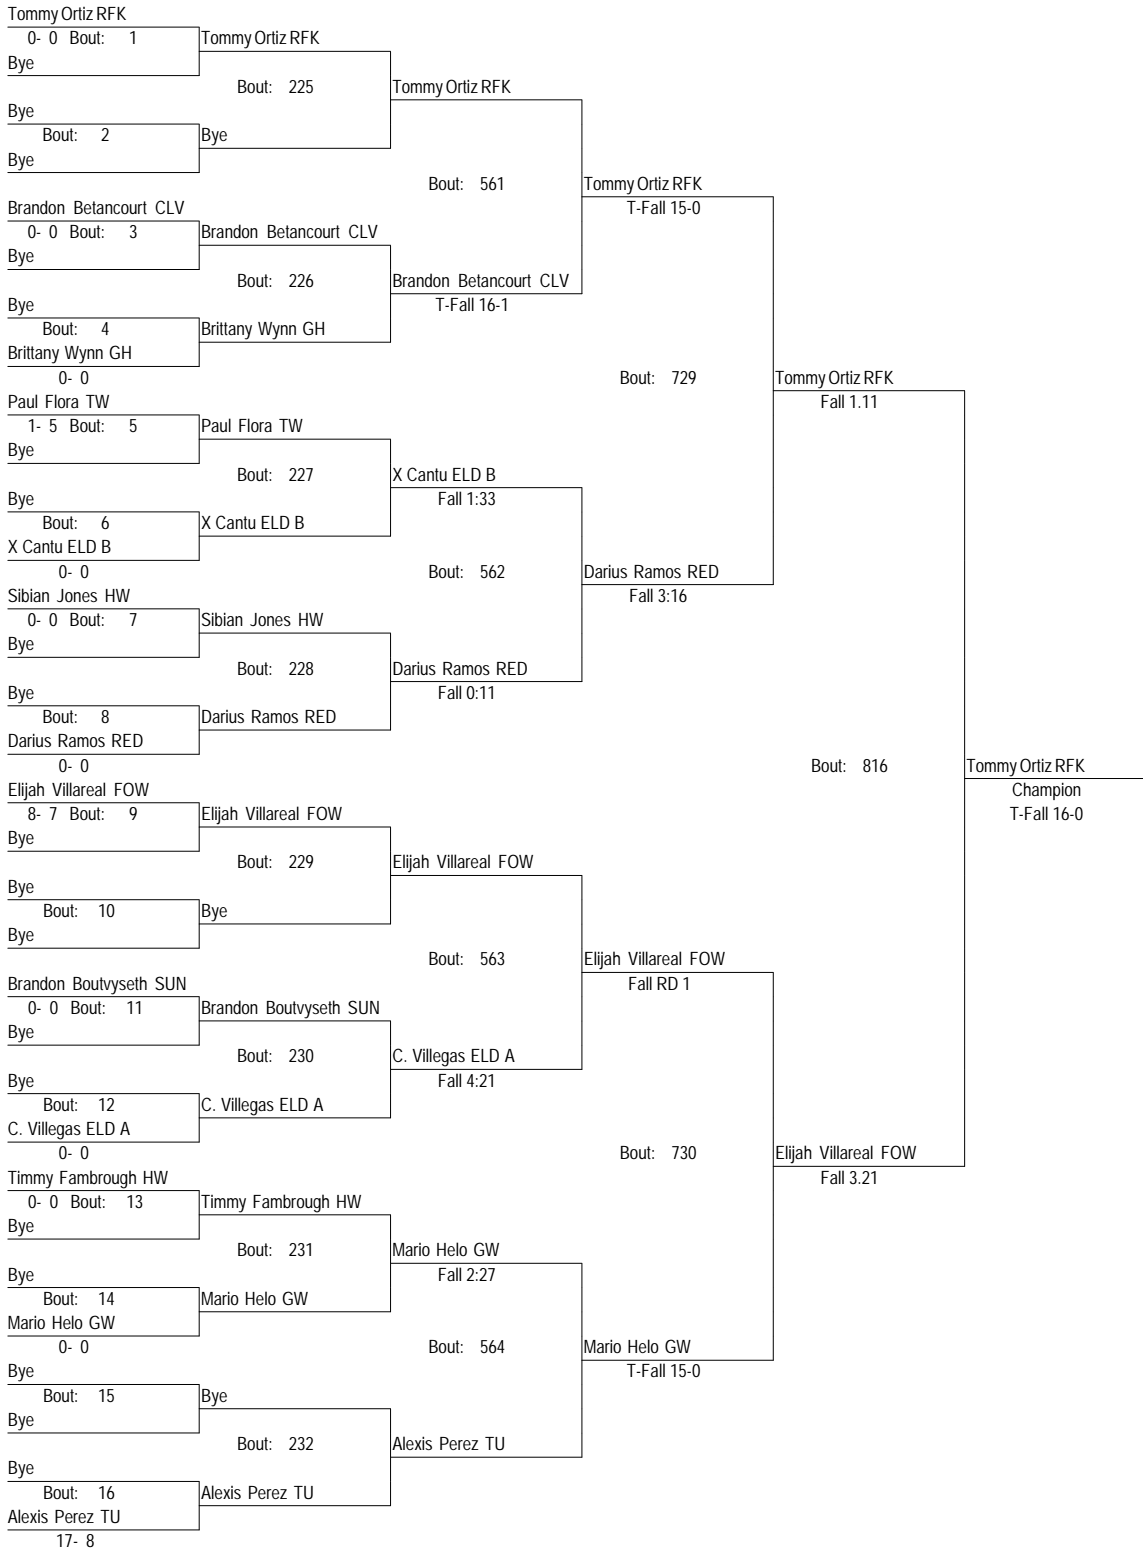 Tommy Ortiz RFK
0- 0 Bout: 1
Tommy Ortiz RFK
Bye
Bout: 225
Tommy Ortiz RFK
Bye
Bout: 2
Bye
Bye
Bout: 561
Tommy Ortiz RFK
T-Fall 15-0
Brandon Betancourt CLV
0- 0 Bout: 3
Brandon Betancourt CLV
Bye
Bout: 226
Brandon Betancourt CLV
T-Fall 16-1
Bye
Bout: 4
Brittany Wynn GH
Brittany Wynn GH
0- 0
Bout: 729
Tommy Ortiz RFK
Fall 1.11
Paul Flora TW
1- 5 Bout: 5
Paul Flora TW
Bye
Bout: 227
X Cantu ELD B
Fall 1:33
Bye
Bout: 6
X Cantu ELD B
X Cantu ELD B
0- 0
Bout: 562
Darius Ramos RED
Fall 3:16
Sibian Jones HW
0- 0 Bout: 7
Sibian Jones HW
Bye
Bout: 228
Darius Ramos RED
Fall 0:11
Bye
Bout: 8
Darius Ramos RED
Darius Ramos RED
0- 0
Bout: 816
Tommy Ortiz RFK
Champion
T-Fall 16-0
Elijah Villareal FOW
8- 7 Bout: 9
Elijah Villareal FOW
Bye
Bout: 229
Elijah Villareal FOW
Bye
Bout: 10
Bye
Bye
Bout: 563
Elijah Villareal FOW
Fall RD 1
Brandon Boutvyseth SUN
0- 0 Bout: 11
Brandon Boutvyseth SUN
Bye
Bout: 230
C. Villegas ELD A
Fall 4:21
Bye
Bout: 12
C. Villegas ELD A
C. Villegas ELD A
0- 0
Bout: 730
Elijah Villareal FOW
Fall 3.21
Timmy Fambrough HW
0- 0 Bout: 13
Timmy Fambrough HW
Bye
Bout: 231
Mario Helo GW
Fall 2:27
Bye
Bout: 14
Mario Helo GW
Mario Helo GW
0- 0
Bout: 564
Mario Helo GW
T-Fall 15-0
Bye
Bout: 15
Bye
Bye
Bout: 232
Alexis Perez TU
Bye
Bout: 16
Alexis Perez TU
Alexis Perez TU
17- 8